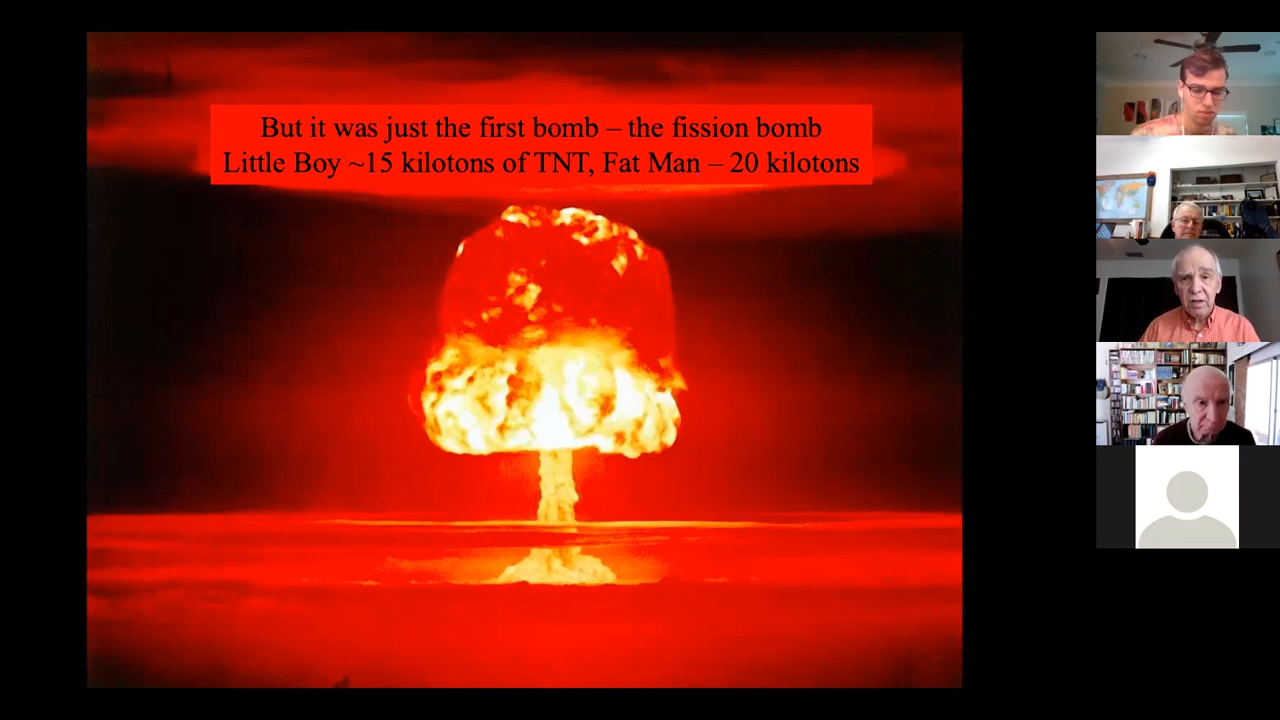 But it was just the first bomb – the fission bomb
Little Boy ~15 kilotons of TNT, Fat Man – 20 kilotons